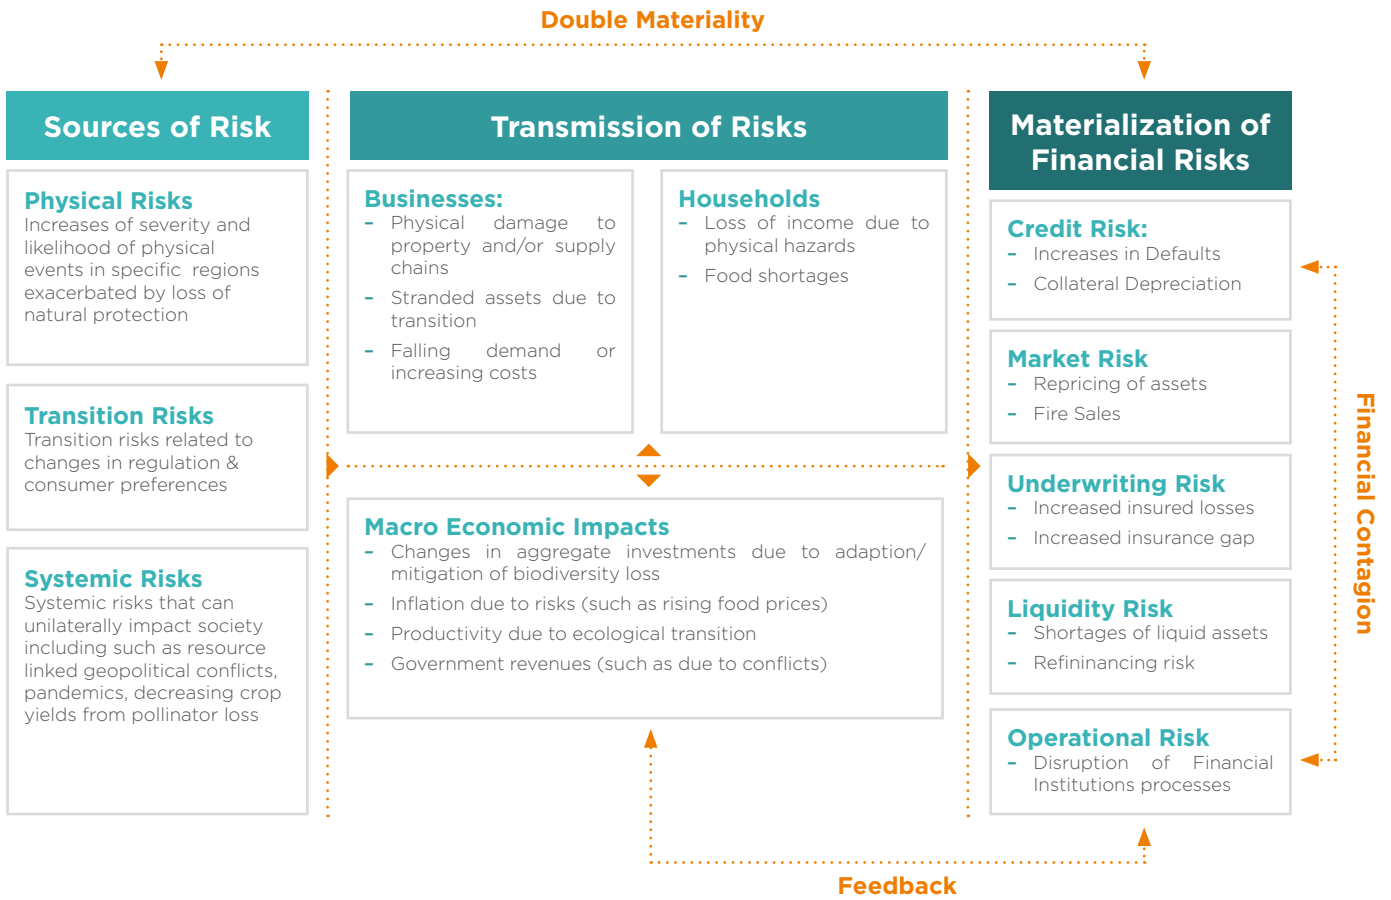 Double Materiality
Sources of Risk
Physical Risks
Increases of severity and
likelihood of physical
events in specific regions
exacerbated by loss of
natural protection
Transition Risks
Transition risks related to
changes in regulation &
consumer preferences
Systemic Risks
Systemic risks that can
unilaterally impact society
including such as resource
linked geopolitical conflicts,
pandemics, decreasing crop
yields from pollinator loss
Transmission of Risks
Businesses:
– Physical damage to
property and/or supply
chains
– Stranded assets due to
transition
– Falling demand or
increasing costs
Households
– Loss of income due to
physical hazards
– Food shortages
Macro Economic Impacts
– Changes in aggregate investments due to adaption/
mitigation of biodiversity loss
– Inflation due to risks (such as rising food prices)
– Productivity due to ecological transition
– Government revenues (such as due to conflicts)
Materialization of
Financial Risks
Credit Risk:
– Increases in Defaults
– Collateral Depreciation
Market Risk
– Repricing of assets
– Fire Sales
Underwriting Risk
– Increased insured losses
– Increased insurance gap
Liquidity Risk
– Shortages of liquid assets
– Refininancing risk
Operational Risk
– Disruption of Financial
Institutions processes
Financial Contagion
Feedback